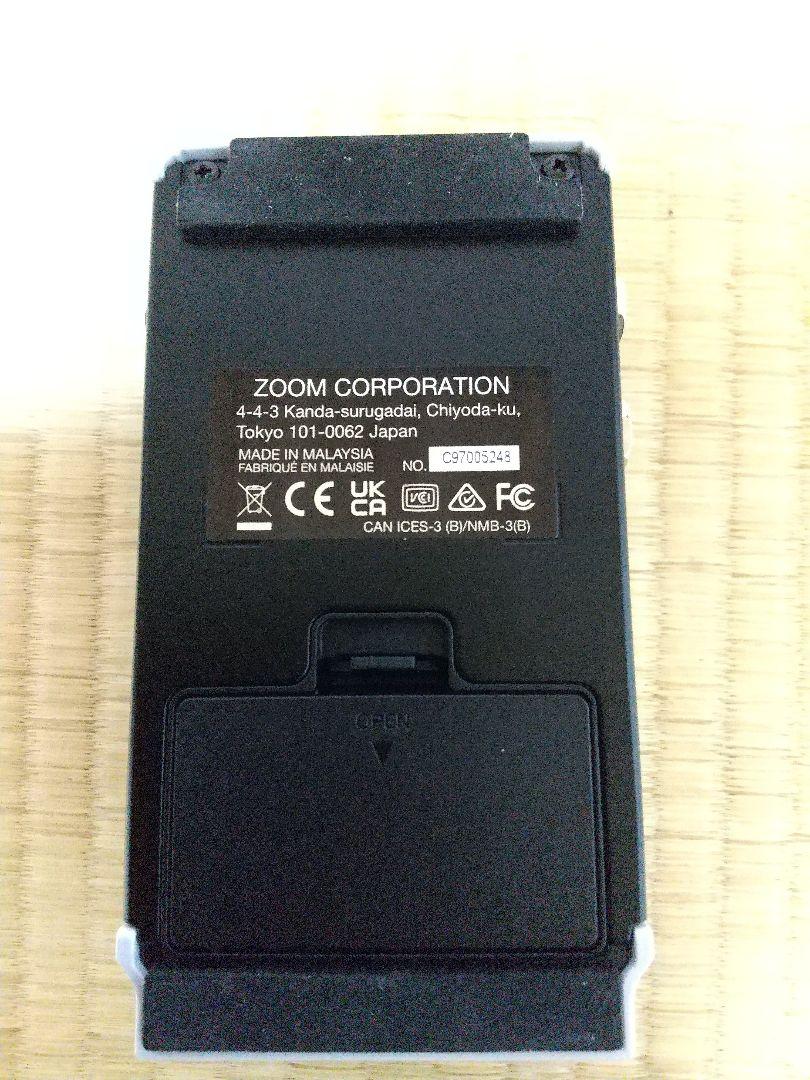 ZOOM CORPORATION
4-4-3 Kanda-surugadai, Chiyoda-ku,
Tokyo 101-0062 Japan
MADE IN MALAYSIA
FABRIQUÉ EN MALAISIE
NO. C97005248
CE UK CA VCI FC
CAN ICES-3 (B)/NMB-3(B)
OPEN